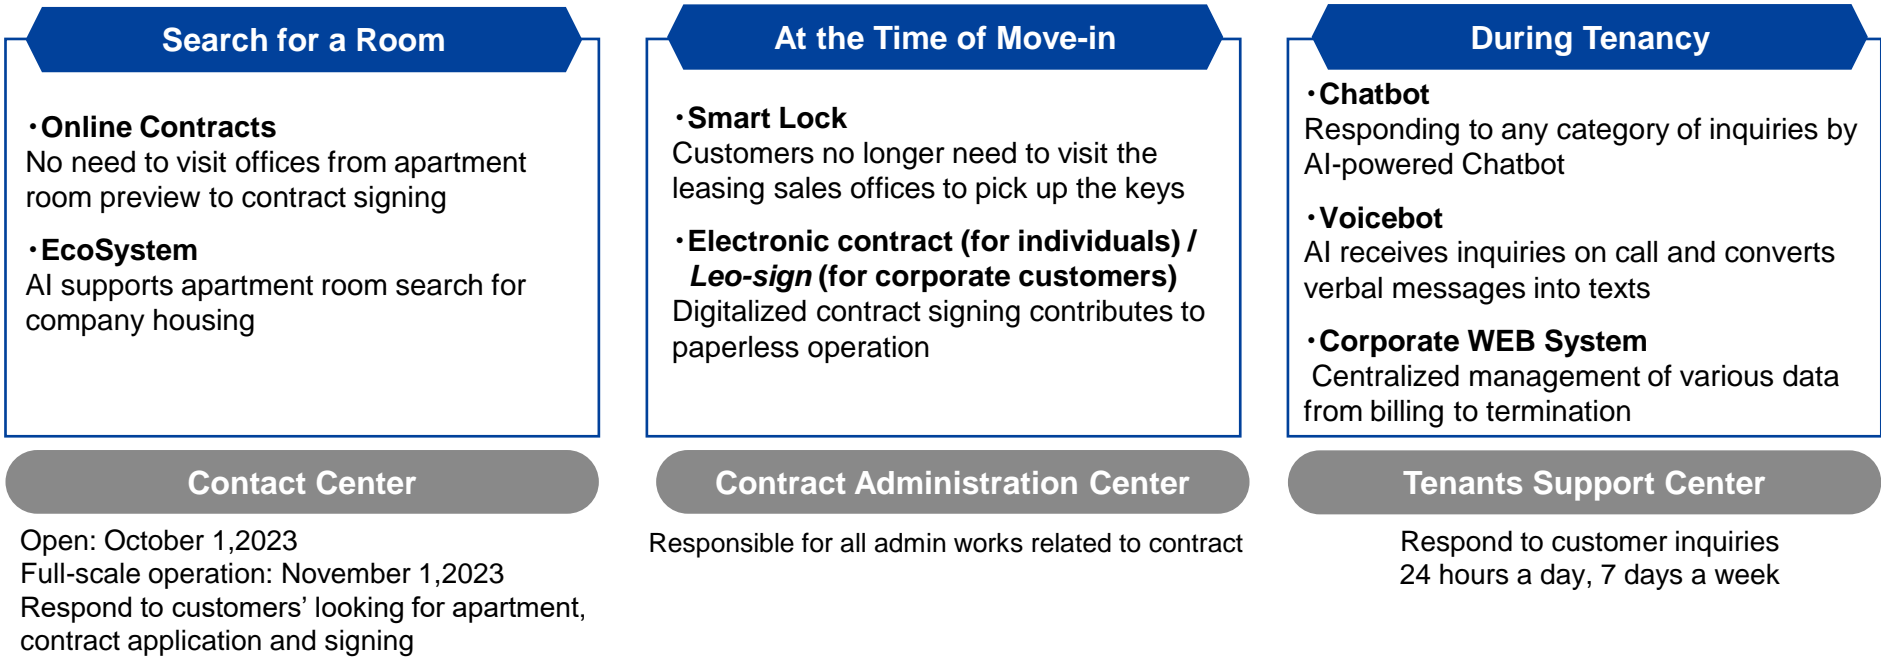 Search for a Room
・Online Contracts
No need to visit offices from apartment
room preview to contract signing
・EcoSystem
AI supports apartment room search for
company housing
Contact Center
Open: October 1,2023
Full-scale operation: November 1,2023
Respond to customers’ looking for apartment,
contract application and signing
At the Time of Move-in
・Smart Lock
Customers no longer need to visit the
leasing sales offices to pick up the keys
・Electronic contract (for individuals) /
Leo-sign (for corporate customers)
Digitalized contract signing contributes to
paperless operation
Contract Administration Center
Responsible for all admin works related to contract
During Tenancy
・Chatbot
Responding to any category of inquiries by
AI-powered Chatbot
・Voicebot
AI receives inquiries on call and converts
verbal messages into texts
・Corporate WEB System
Centralized management of various data
from billing to termination
Tenants Support Center
Respond to customer inquiries
24 hours a day, 7 days a week